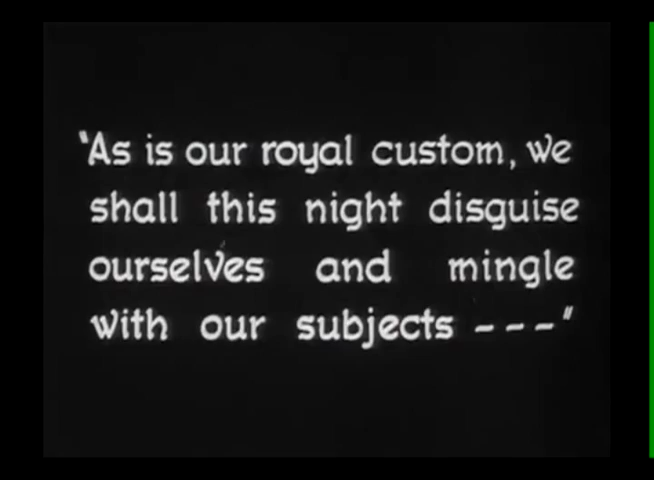 "As is our royal custom, we
shall this night disguise
ourselves and mingle
with our subjects ---"